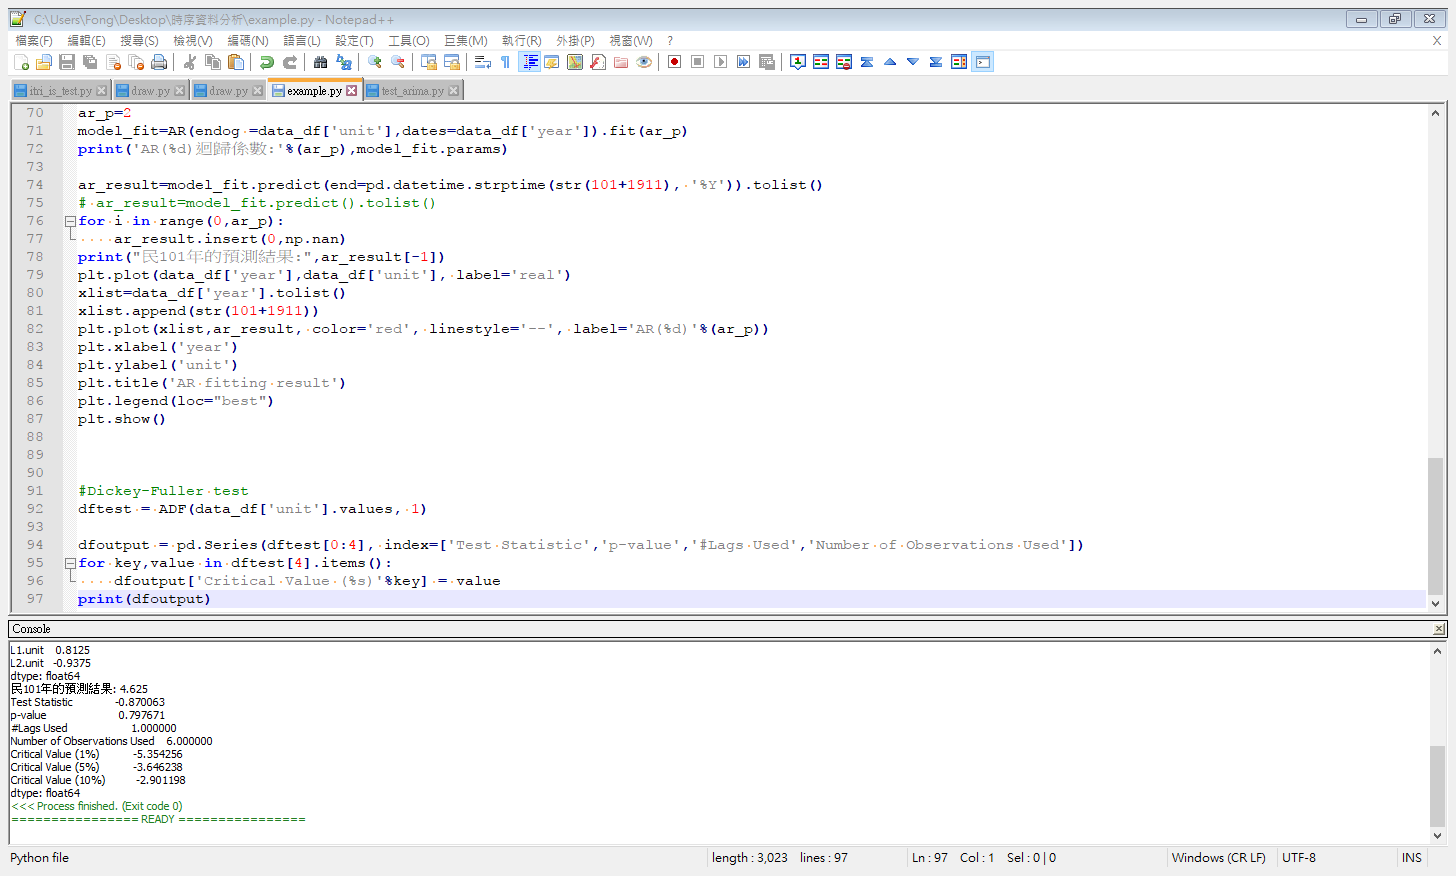 C:\Users\Fong\Desktop\時序資料分析\example.py - Notepad++
檔案(F) 編輯(E) 搜尋(S) 檢視(V) 編碼(N) 語言(L) 設定(T) 工具(O) 巨集(M) 執行(R) 外掛(P) 視窗(W) ? X
itri_is_test.py draw.py draw.py example.py test_arima.py
70 ar_p=2
71 model_fit=AR(endog =data_df['unit'],dates=data_df['year']).fit(ar_p)
72 print('AR(%d)迴歸係數:'%(ar_p),model_fit.params)
73
74 ar_result=model_fit.predict(end=pd.datetime.strptime(str(101+1911), '%Y')).tolist()
75 # ar_result=model_fit.predict().tolist()
76 for i in range(0,ar_p):
77     ar_result.insert(0,np.nan)
78 print("民101年的預測結果:",ar_result[-1])
79 plt.plot(data_df['year'],data_df['unit'], label='real')
80 xlist=data_df['year'].tolist()
81 xlist.append(str(101+1911))
82 plt.plot(xlist,ar_result, color='red', linestyle='--', label='AR(%d)'%(ar_p))
83 plt.xlabel('year')
84 plt.ylabel('unit')
85 plt.title('AR fitting result')
86 plt.legend(loc="best")
87 plt.show()
88
89
90
91 #Dickey-Fuller test
92 dftest = ADF(data_df['unit'].values, 1)
93
94 dfoutput = pd.Series(dftest[0:4], index=['Test Statistic','p-value','#Lags Used','Number of Observations Used'])
95 for key,value in dftest[4].items():
96     dfoutput['Critical Value (%s)'%key] = value
97 print(dfoutput)
Console
L1.unit 0.8125
L2.unit -0.9375
dtype: float64
民101年的預測結果: 4.625
Test Statistic -0.870063
p-value 0.797671
#Lags Used 1.000000
Number of Observations Used 6.000000
Critical Value (1%) -5.354256
Critical Value (5%) -3.646238
Critical Value (10%) -2.901198
dtype: float64
<<< Process finished. (Exit code 0)
================ READY ================
Python file length : 3,023 lines : 97 Ln : 97 Col : 1 Sel : 0 | 0 Windows (CR LF) UTF-8 INS